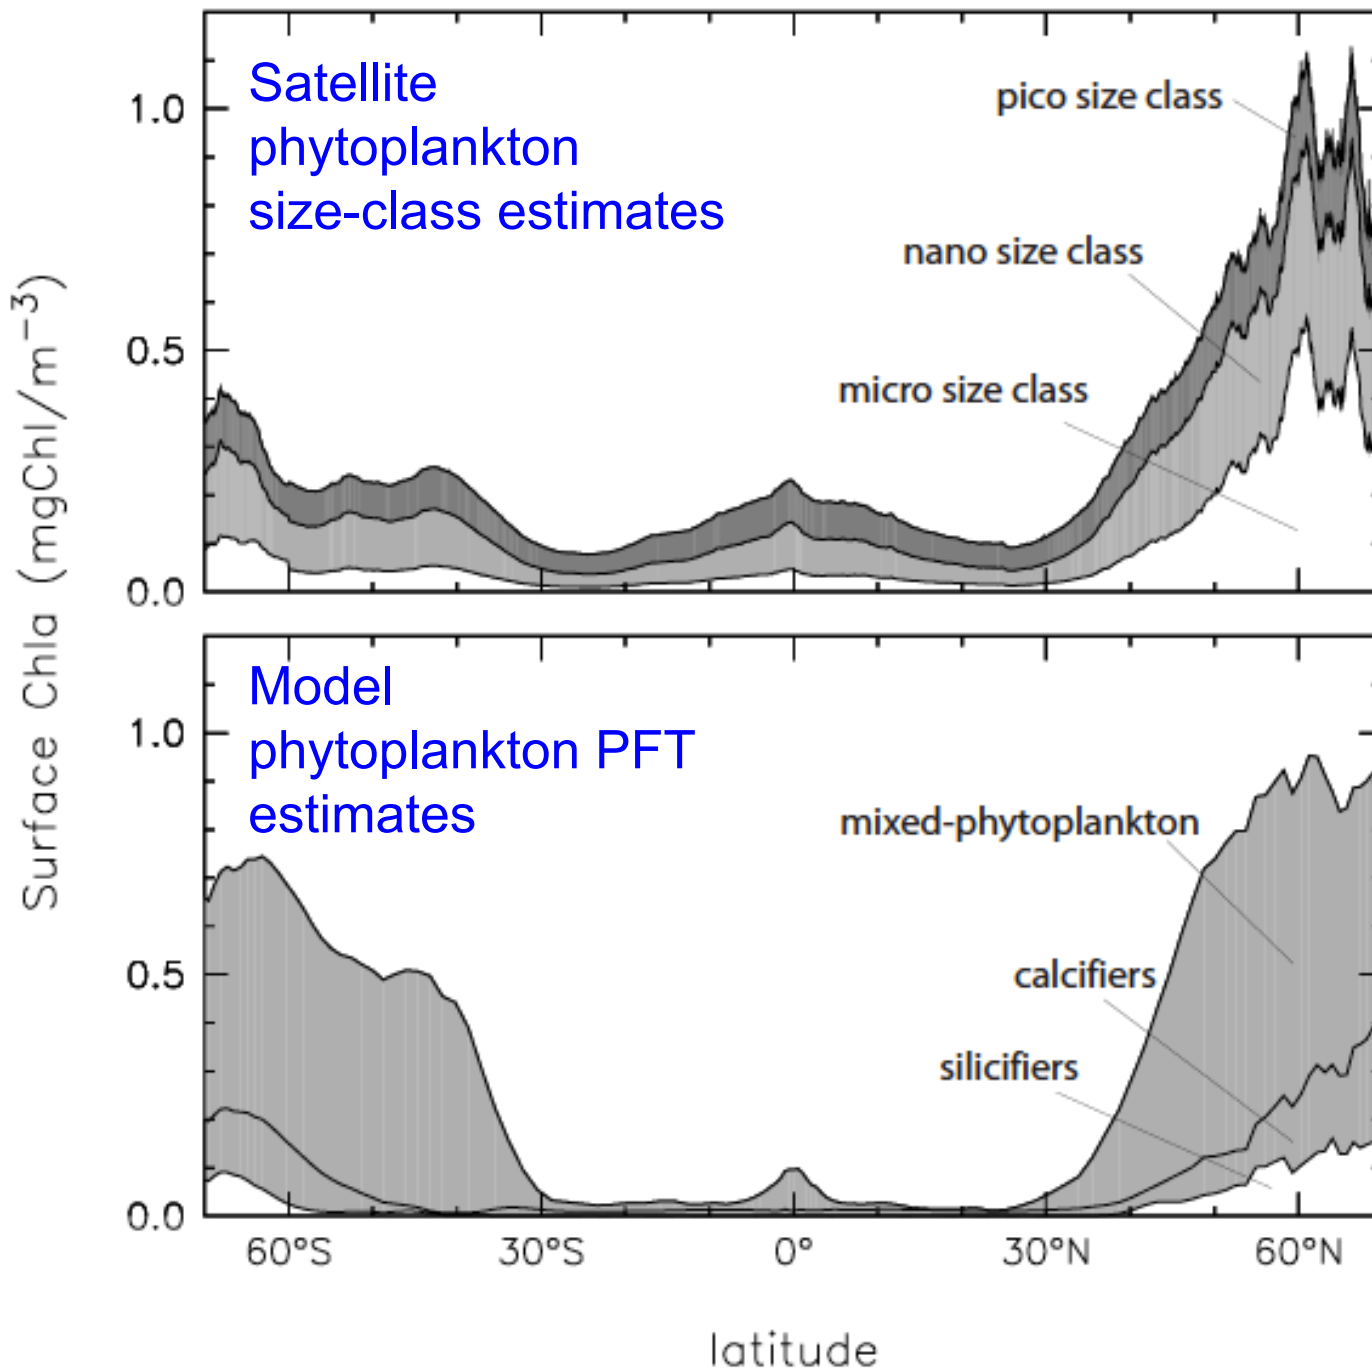 Surface Chla (mgChl/m⁻³)
1.0
0.5
0.0
Satellite
phytoplankton
size-class estimates
pico size class
nano size class
micro size class
1.0
0.5
0.0
Model
phytoplankton PFT
estimates
mixed-phytoplankton
calcifiers
silicifiers
60°S 30°S 0° 30°N 60°N
latitude